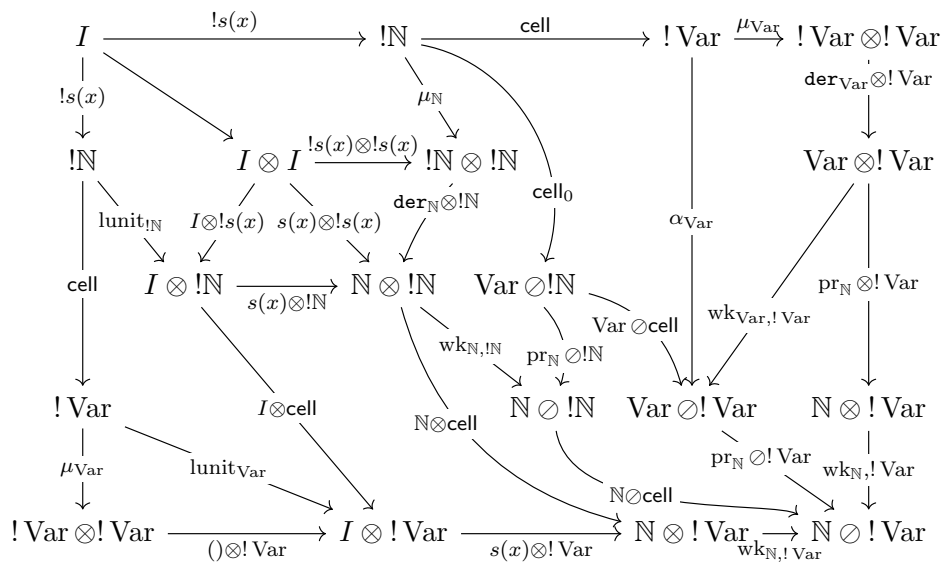 !s(x) cell μ_Var
I !ℕ ! Var ! Var ⊗! Var
!s(x) μ_ℕ der_Var⊗! Var
!ℕ I ⊗ I !s(x)⊗!s(x) !ℕ ⊗ !ℕ Var ⊗! Var
lunit_!ℕ I⊗!s(x) s(x)⊗!s(x) der_ℕ⊗!ℕ cell₀ α_Var
cell I ⊗ !ℕ s(x)⊗!ℕ ℕ ⊗ !ℕ Var ⊘!ℕ pr_ℕ ⊗! Var
wk_ℕ,!ℕ pr_ℕ ⊘!ℕ Var ⊘cell wk_Var,! Var
! Var I⊗cell ℕ⊗cell ℕ ⊘ !ℕ Var ⊘! Var ℕ ⊗ ! Var
μ_Var lunit_Var ℕ⊘cell pr_ℕ ⊘! Var wk_ℕ,! Var
! Var ⊗! Var ()⊗! Var I ⊗ ! Var s(x)⊗! Var ℕ ⊗ ! Var wk_ℕ,! Var ℕ ⊘ ! Var